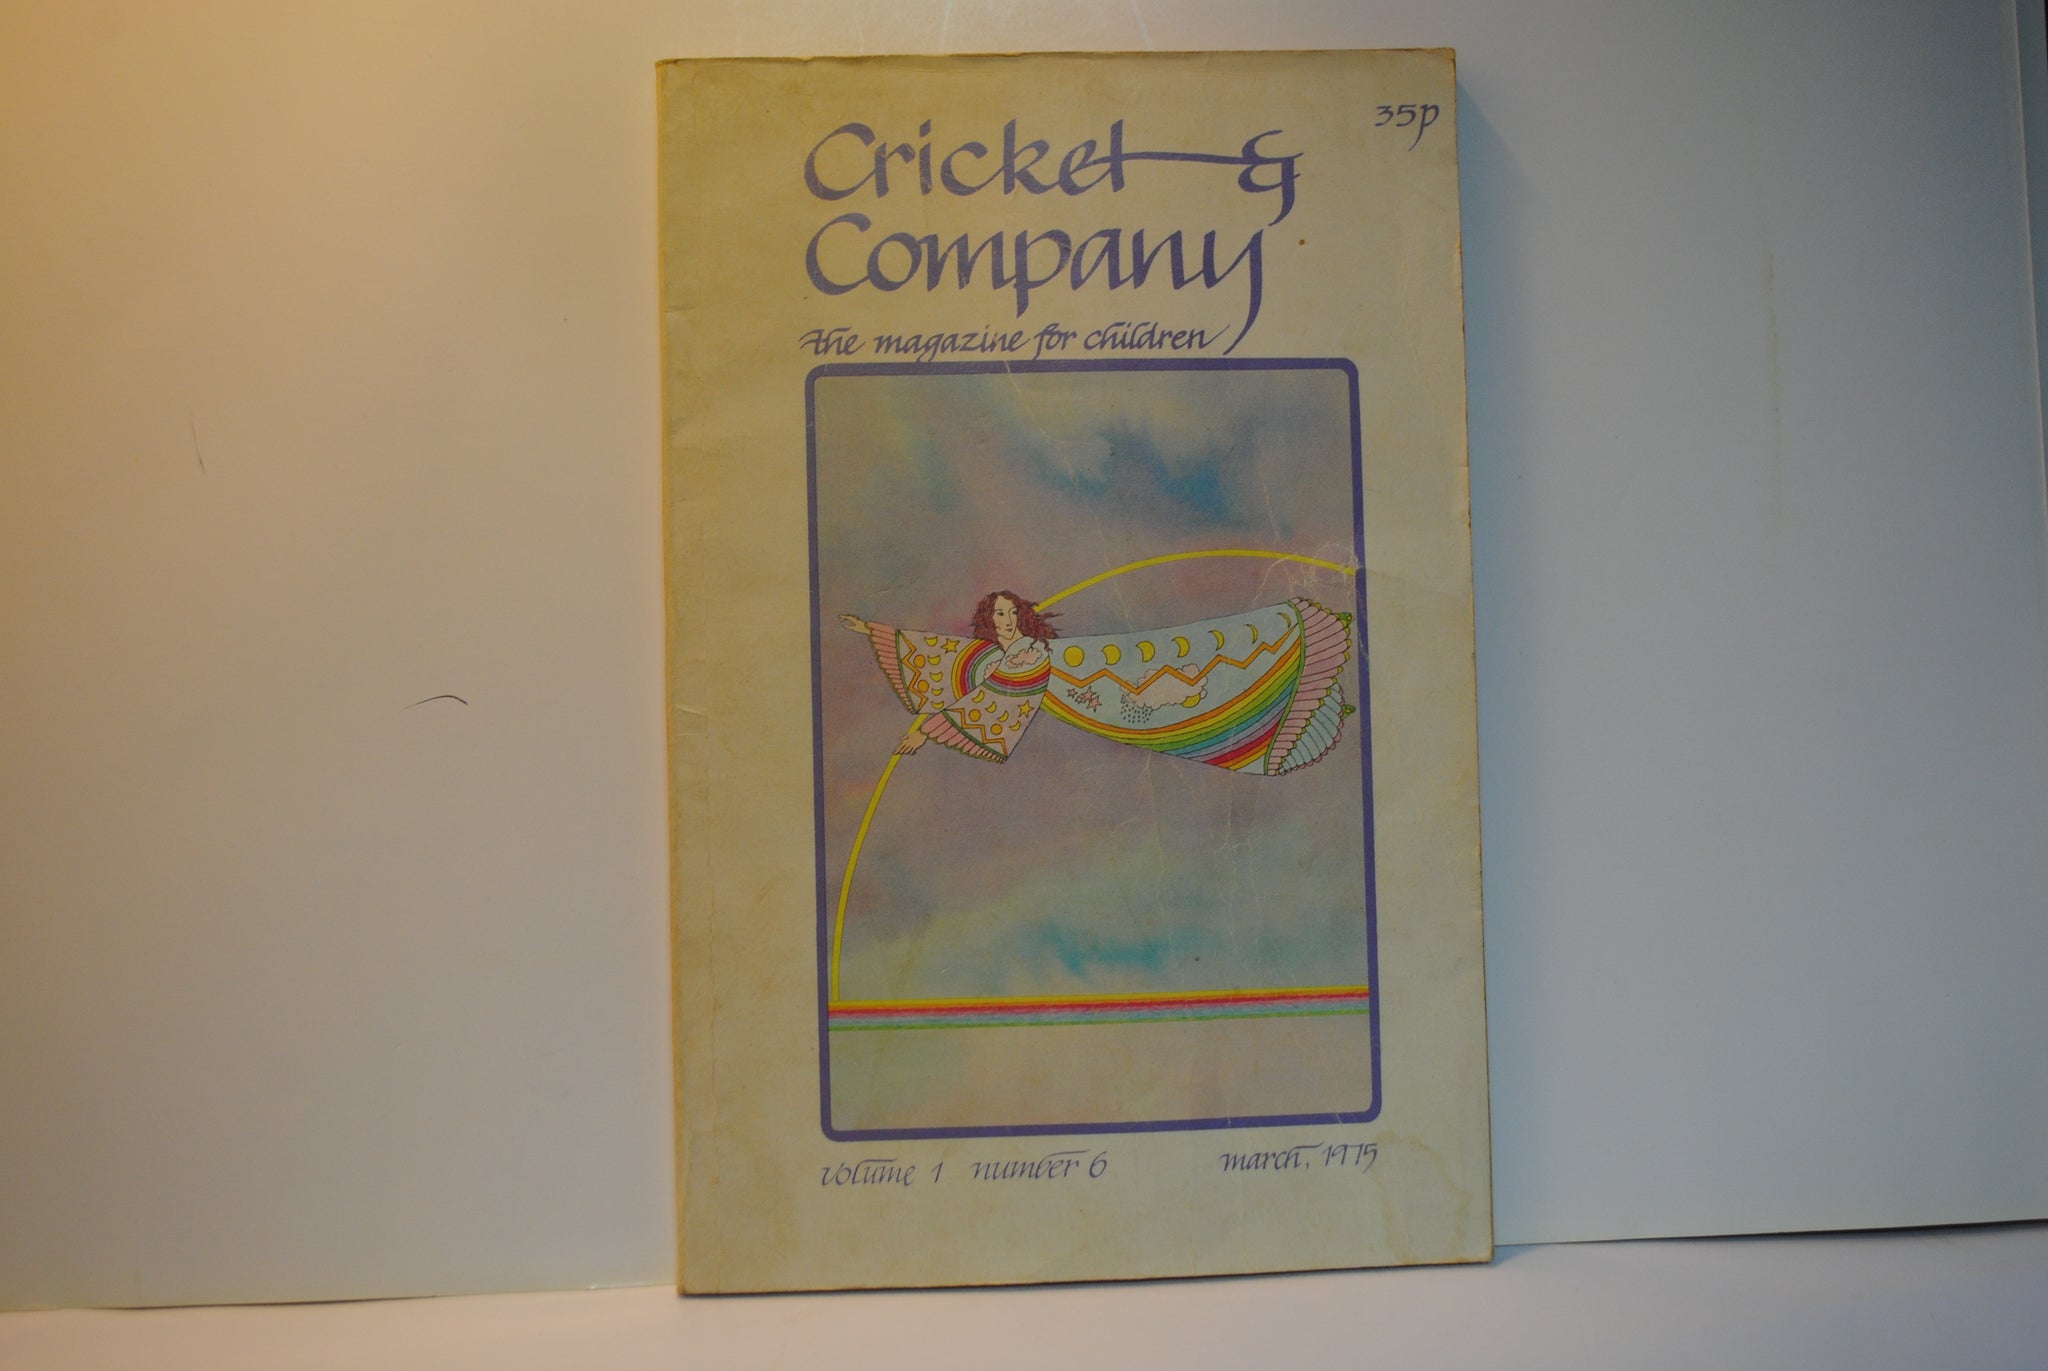 35p
Cricket &
Company
the magazine for children
volume 1 number 6 march, 1975